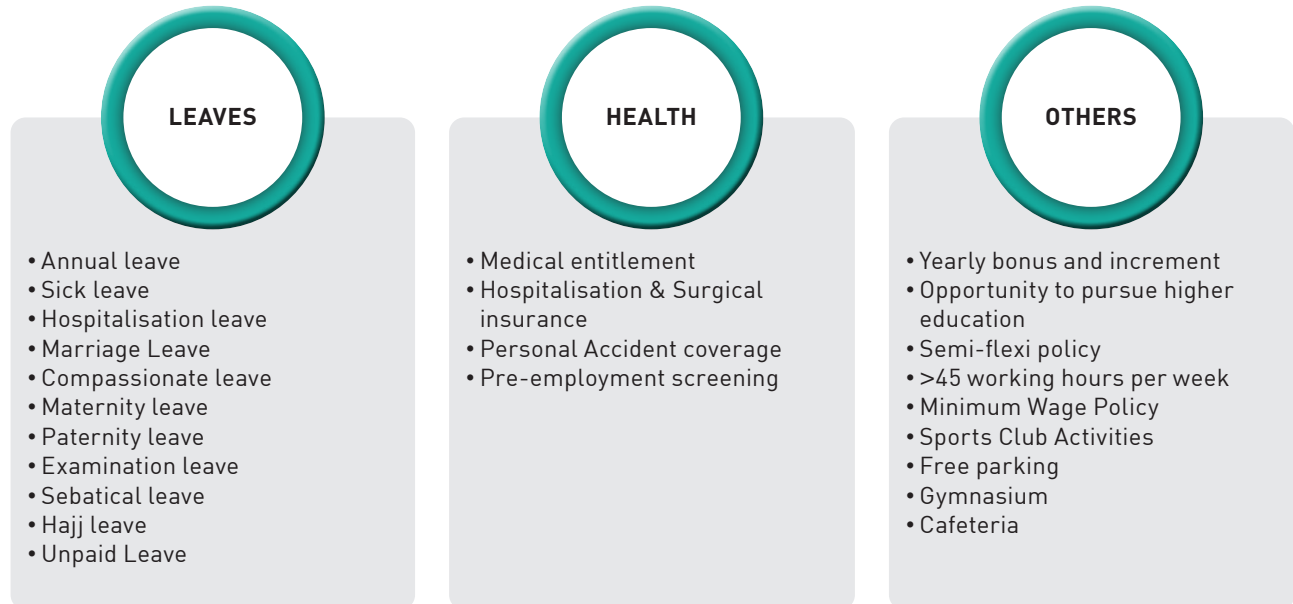 LEAVES
• Annual leave
• Sick leave
• Hospitalisation leave
• Marriage Leave
• Compassionate leave
• Maternity leave
• Paternity leave
• Examination leave
• Sebatical leave
• Hajj leave
• Unpaid Leave
HEALTH
• Medical entitlement
• Hospitalisation & Surgical
insurance
• Personal Accident coverage
• Pre-employment screening
OTHERS
• Yearly bonus and increment
• Opportunity to pursue higher
education
• Semi-flexi policy
• >45 working hours per week
• Minimum Wage Policy
• Sports Club Activities
• Free parking
• Gymnasium
• Cafeteria